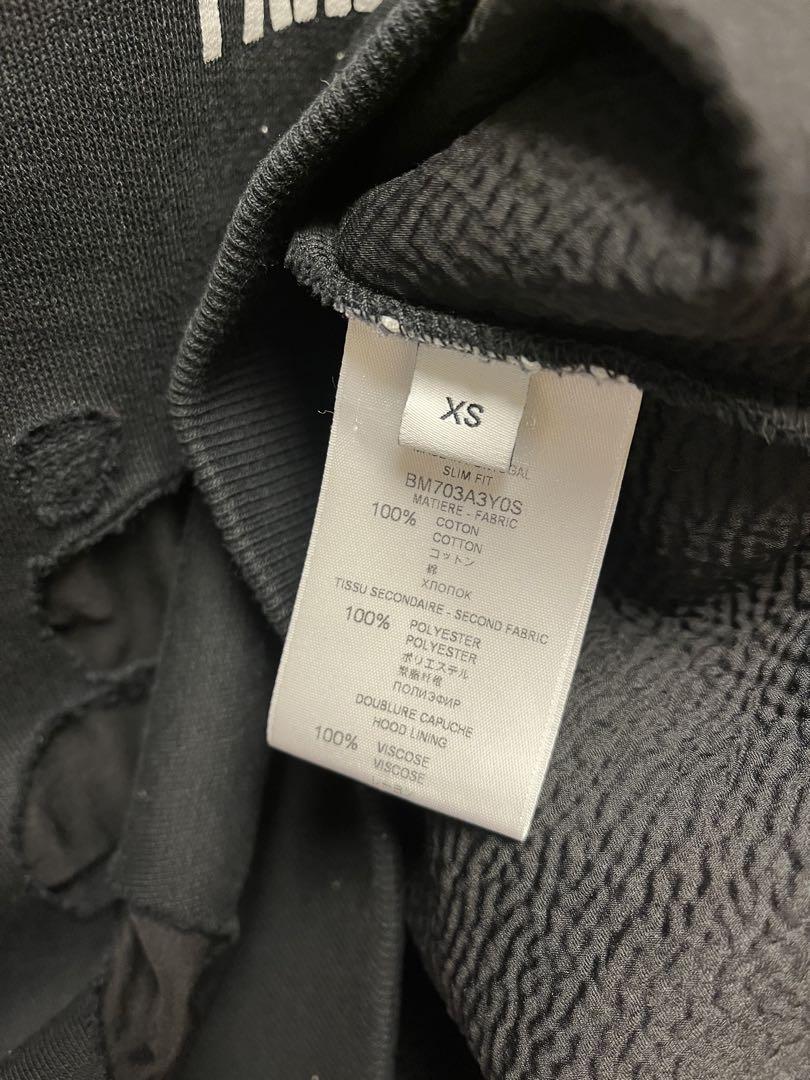 XS
SLIM FIT
BM703A3Y0S
MATIERE - FABRIC
100% COTON
COTTON
コットン
棉
ХЛОПОК
TISSU SECONDAIRE - SECOND FABRIC
100% POLYESTER
POLYESTER
ポリエステル
聚脂纤维
ПОЛИЭФИР
DOUBLURE CAPUCHE
HOOD LINING
100% VISCOSE
VISCOSE